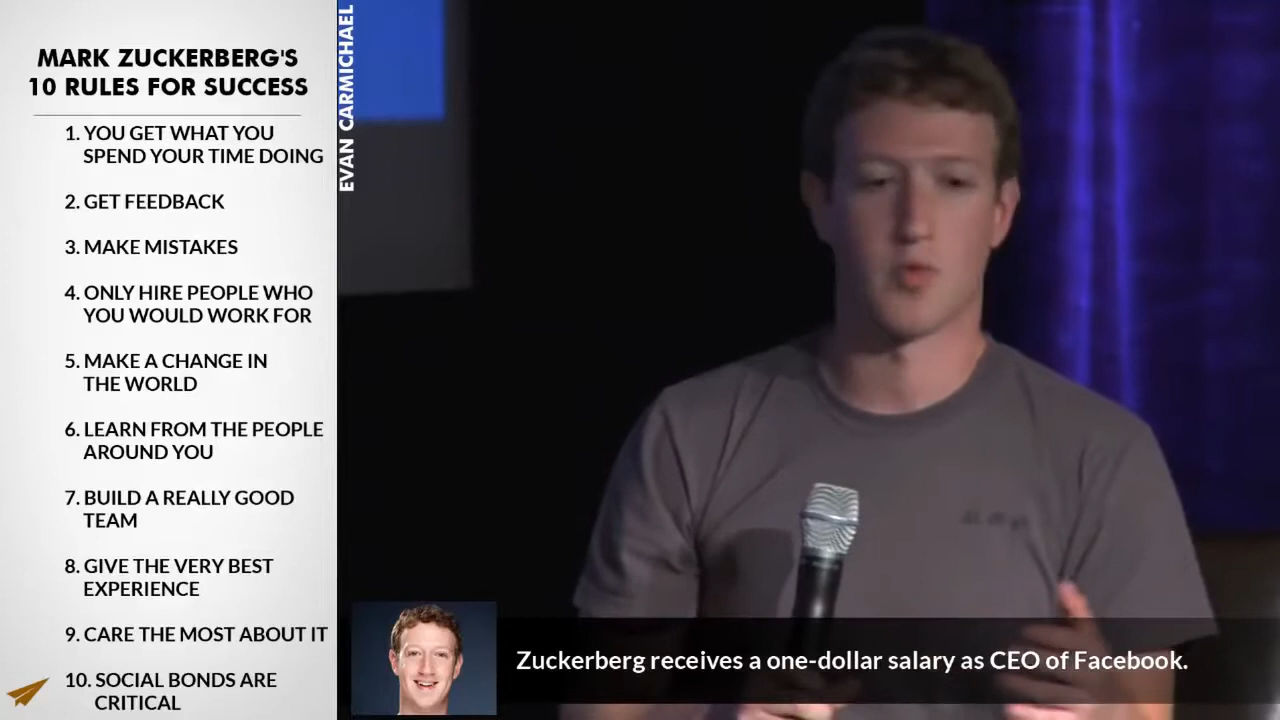 MARK ZUCKERBERG'S
10 RULES FOR SUCCESS
1. YOU GET WHAT YOU
SPEND YOUR TIME DOING
2. GET FEEDBACK
3. MAKE MISTAKES
4. ONLY HIRE PEOPLE WHO
YOU WOULD WORK FOR
5. MAKE A CHANGE IN
THE WORLD
6. LEARN FROM THE PEOPLE
AROUND YOU
7. BUILD A REALLY GOOD
TEAM
8. GIVE THE VERY BEST
EXPERIENCE
9. CARE THE MOST ABOUT IT
10. SOCIAL BONDS ARE
CRITICAL
EVAN CARMICHAEL
Zuckerberg receives a one-dollar salary as CEO of Facebook.